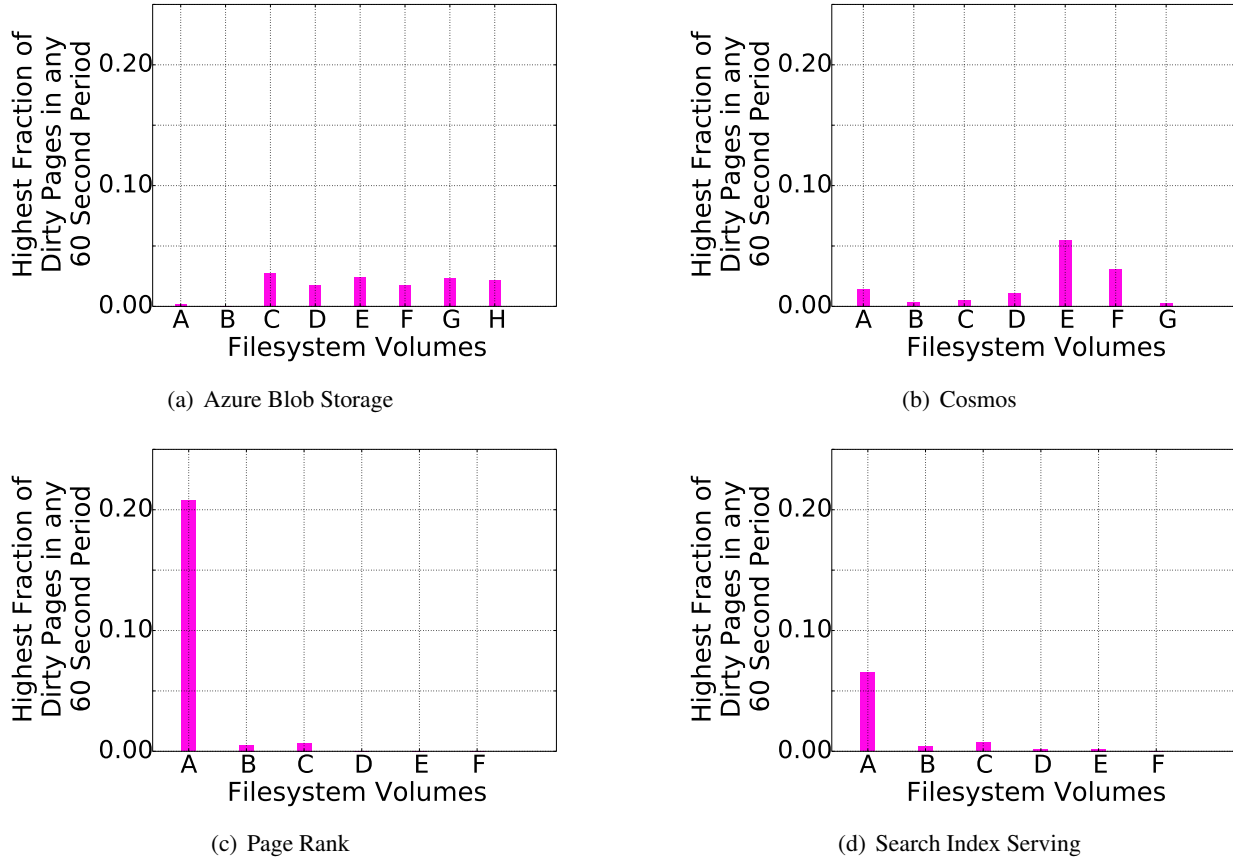 Highest Fraction of
Dirty Pages in any
60 Second Period
0.20
0.10
0.00
A B C D E F G H
Filesystem Volumes
(a) Azure Blob Storage
Highest Fraction of
Dirty Pages in any
60 Second Period
0.20
0.10
0.00
A B C D E F G
Filesystem Volumes
(b) Cosmos
Highest Fraction of
Dirty Pages in any
60 Second Period
0.20
0.10
0.00
A B C D E F
Filesystem Volumes
(c) Page Rank
Highest Fraction of
Dirty Pages in any
60 Second Period
0.20
0.10
0.00
A B C D E F
Filesystem Volumes
(d) Search Index Serving